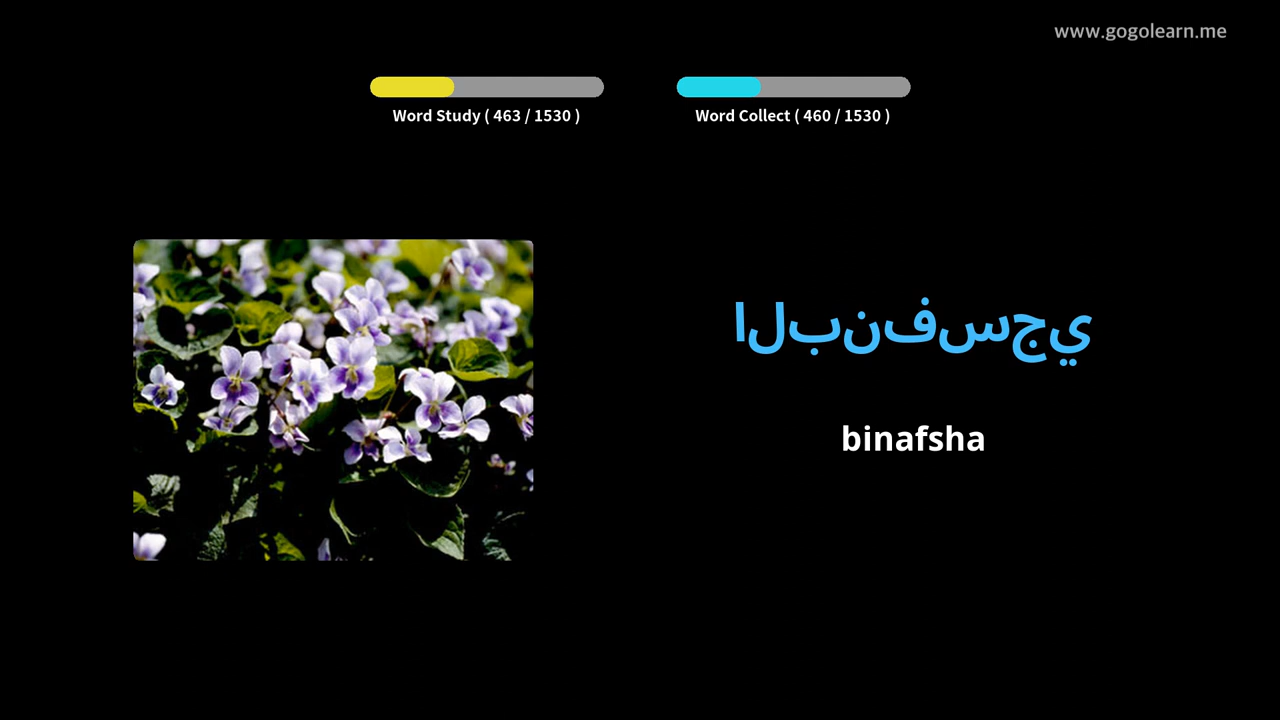 www.gogolearn.me
Word Study ( 463 / 1530 )
Word Collect ( 460 / 1530 )
البنفسجي
binafsha